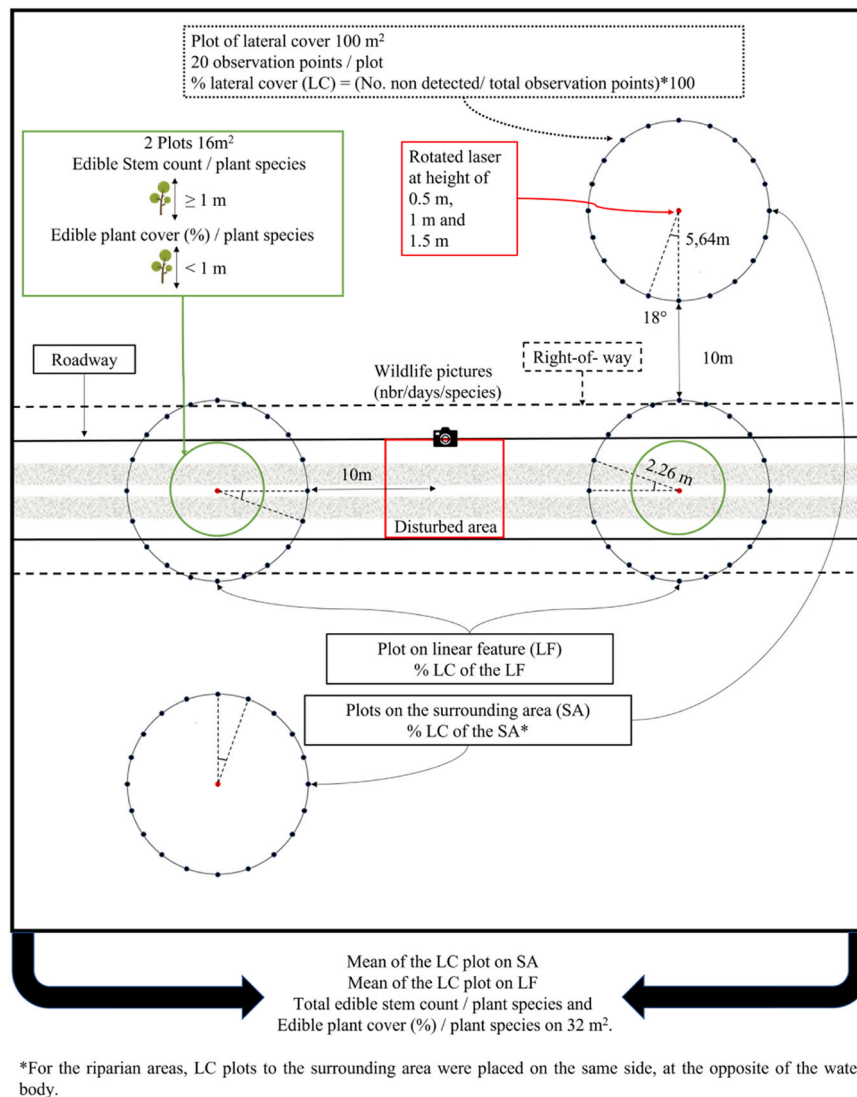 Plot of lateral cover 100 m²
20 observation points / plot
% lateral cover (LC) = (No. non detected/ total observation points)*100
2 Plots 16m²
Edible Stem count / plant species
≥ 1 m
Edible plant cover (%) / plant species
< 1 m
Rotated laser
at height of
0.5 m,
1 m and
1.5 m
5,64m
18°
10m
Roadway
Wildlife pictures
(nbr/days/species)
Right-of- way
10m
2.26 m
Disturbed area
Plot on linear feature (LF)
% LC of the LF
Plots on the surrounding area (SA)
% LC of the SA*
Mean of the LC plot on SA
Mean of the LC plot on LF
Total edible stem count / plant species and
Edible plant cover (%) / plant species on 32 m².
*For the riparian areas, LC plots to the surrounding area were placed on the same side, at the opposite of the wate
body.